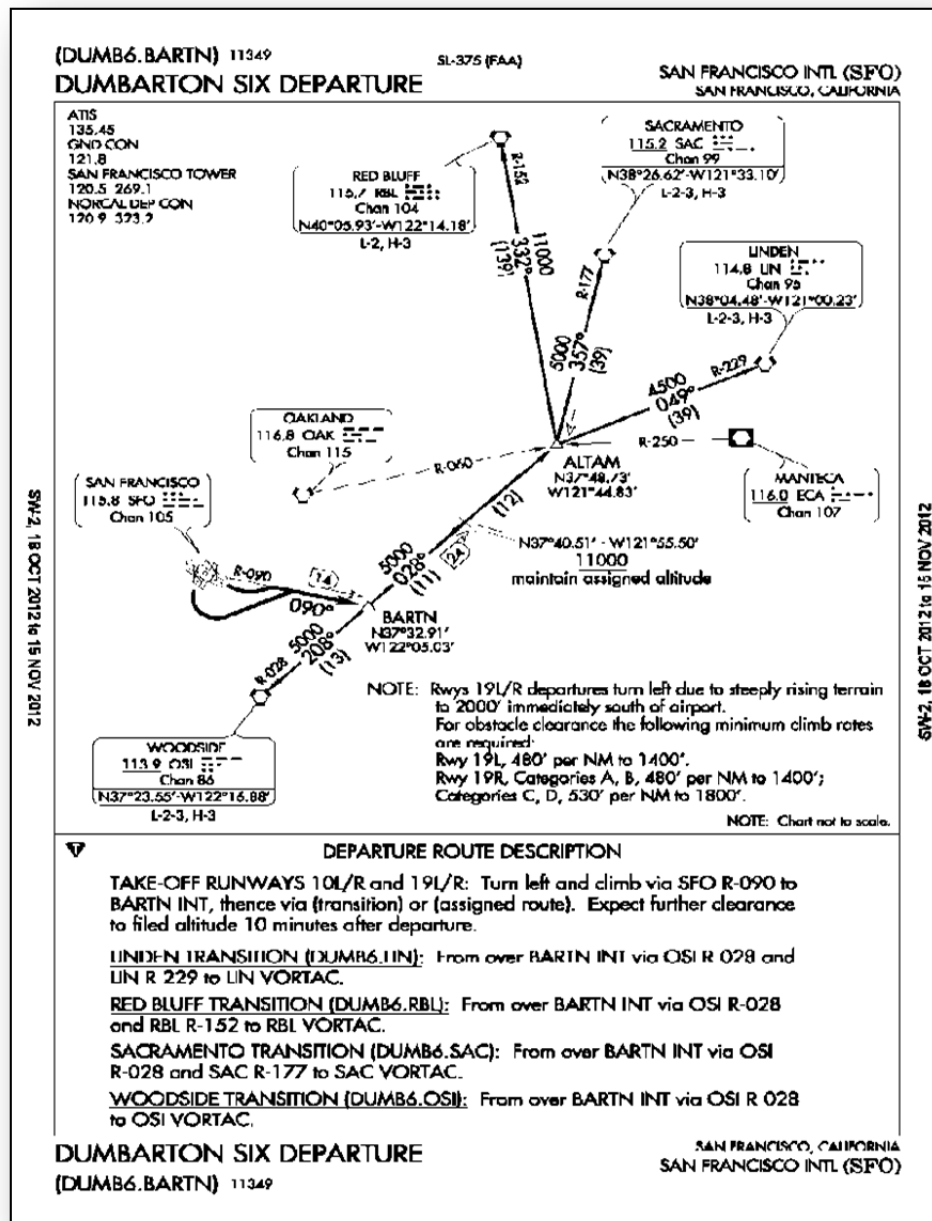 (DUMB6.BARTN) 11349
SL-375 (FAA)
SAN FRANCISCO INTL (SFO)
DUMBARTON SIX DEPARTURE
SAN FRANCISCO, CALIFORNIA
ATIS
135.45
GND CON
121.8
SAN FRANCISCO TOWER
120.5 269.1
NORCAL DEP CON
120.9 323.2
RED BLUFF
115.7 RBL
Chan 104
N40°05.93'-W122°14.18'
L-2, H-3
SACRAMENTO
115.2 SAC
Chan 99
N38°26.62'-W121°33.10'
L-2-3, H-3
LINDEN
114.8 LIN
Chan 95
N38°04.48'-W121°00.23'
L-2-3, H-3
R-152
11000
332°
(139)
R-177
5000
357°
(39)
R-229
4500
049°
(39)
OAKLAND
116.8 OAK
Chan 115
R-060
R-250
ALTAM
N37°48.73'
W121°44.83'
MANTECA
116.0 ECA
Chan 107
SAN FRANCISCO
115.8 SFO
Chan 105
R-090
14
090°
(12)
24
5000
028°
(11)
N37°40.51' - W121°55.50'
11000
maintain assigned altitude
BARTN
N37°32.91'
W122°05.03'
R-028
5000
208°
(13)
WOODSIDE
113.9 OSI
Chan 86
N37°23.55'-W122°16.88'
L-2-3, H-3
NOTE: Rwys 19L/R departures turn left due to steeply rising terrain
to 2000' immediately south of airport.
For obstacle clearance the following minimum climb rates
are required:
Rwy 19L, 480' per NM to 1400'.
Rwy 19R, Categories A, B, 480' per NM to 1400';
Categories C, D, 530' per NM to 1800'.
NOTE: Chart not to scale.
SW-2, 18 OCT 2012 to 15 NOV 2012
SW-2, 18 OCT 2012 to 15 NOV 2012
T
DEPARTURE ROUTE DESCRIPTION
TAKE-OFF RUNWAYS 10L/R and 19L/R: Turn left and climb via SFO R-090 to
BARTN INT, thence via (transition) or (assigned route). Expect further clearance
to filed altitude 10 minutes after departure.
LINDEN TRANSITION (DUMB6.LIN): From over BARTN INT via OSI R 028 and
LIN R 229 to LIN VORTAC.
RED BLUFF TRANSITION (DUMB6.RBL): From over BARTN INT via OSI R-028
and RBL R-152 to RBL VORTAC.
SACRAMENTO TRANSITION (DUMB6.SAC): From over BARTN INT via OSI
R-028 and SAC R-177 to SAC VORTAC.
WOODSIDE TRANSITION (DUMB6.OSI): From over BARTN INT via OSI R 028
to OSI VORTAC.
DUMBARTON SIX DEPARTURE
(DUMB6.BARTN) 11349
SAN FRANCISCO, CALIFORNIA
SAN FRANCISCO INTL (SFO)